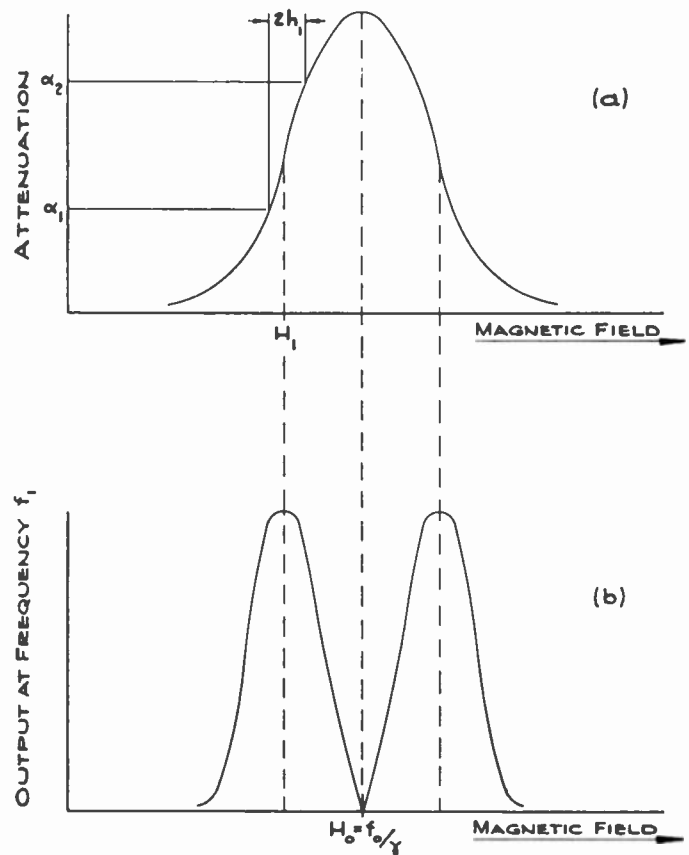 2h₁
α₂
(a)
ATTENUATION
α₁
H₁
MAGNETIC FIELD
OUTPUT AT FREQUENCY f₁
(b)
H₀=f₀/γ
MAGNETIC FIELD